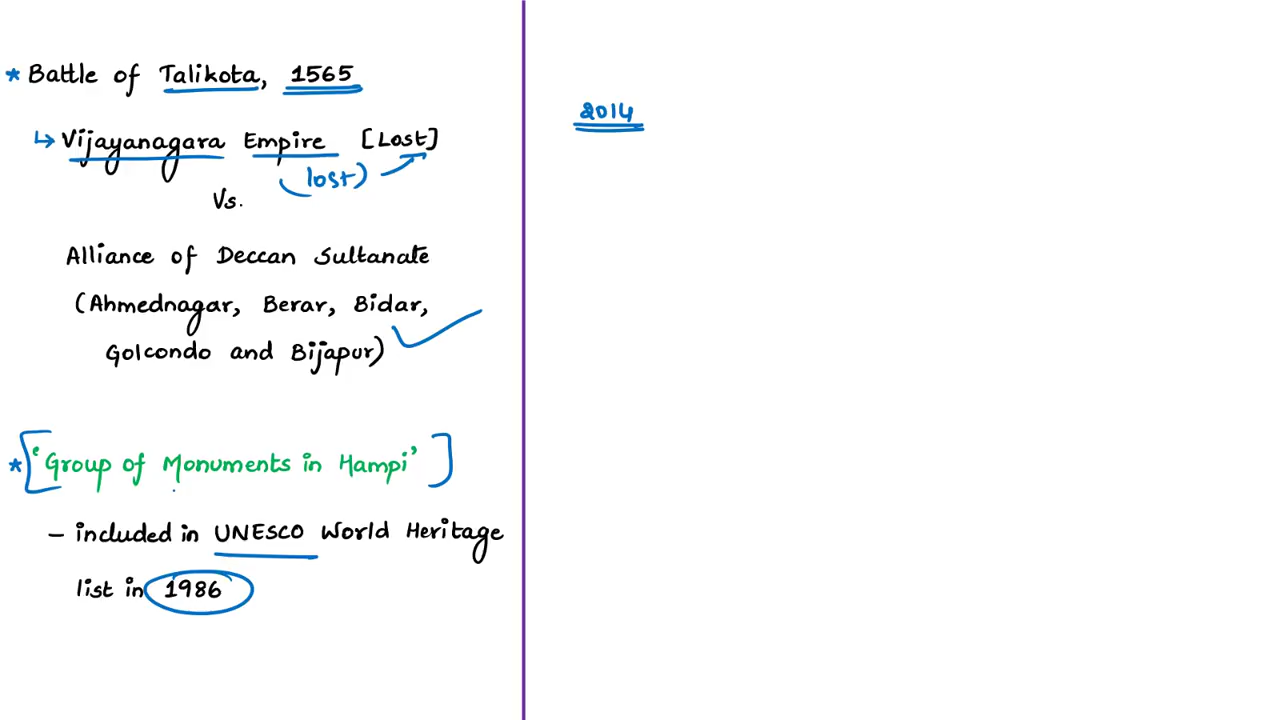 * Battle of Talikota, 1565
↳ Vijayanagara Empire [Lost]
(lost)
Vs.
Alliance of Deccan Sultanate
(Ahmednagar, Berar, Bidar,
Golcondo and Bijapur)
* ['Group of Monuments in Hampi']
- included in UNESCO World Heritage
list in 1986
2014